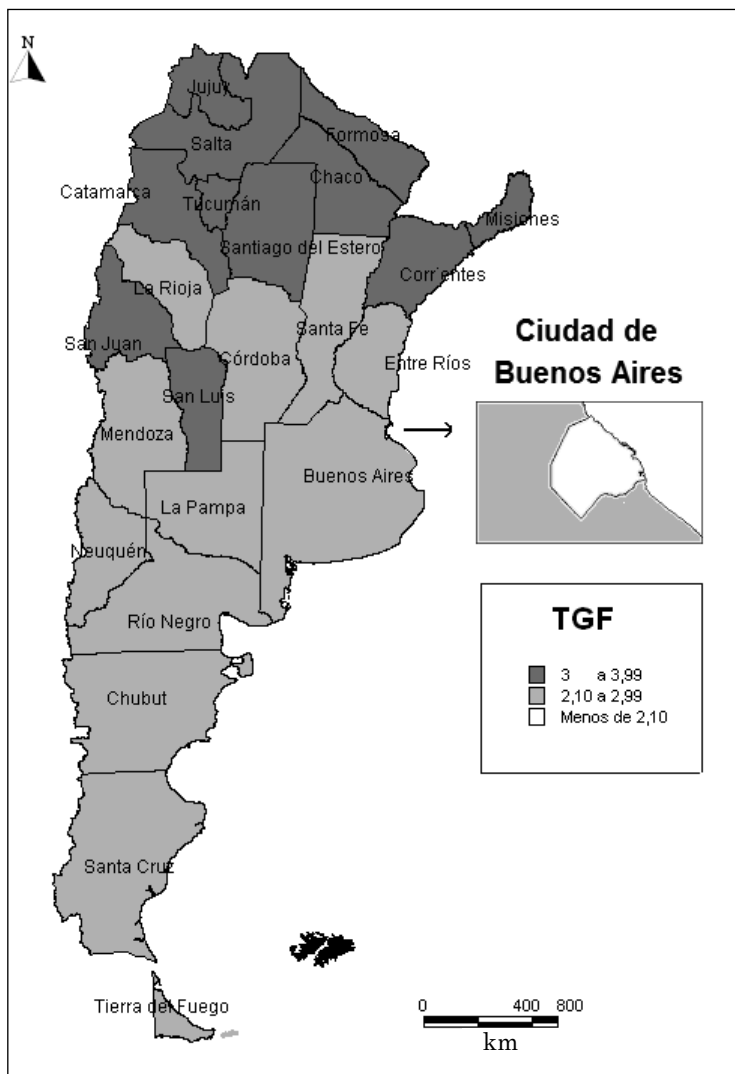 N
Jujuy
Formosa
Salta
Chaco
Catamarca
Tucumán
Misiones
Santiago del Estero
Corrientes
La Rioja
Santa Fe
San Juan
Córdoba
Entre Ríos
San Luis
Mendoza
Buenos Aires
La Pampa
Neuquén
Río Negro
Chubut
Santa Cruz
Tierra del Fuego
Ciudad de
Buenos Aires
TGF
3 a 3,99
2,10 a 2,99
Menos de 2,10
0 400 800
km